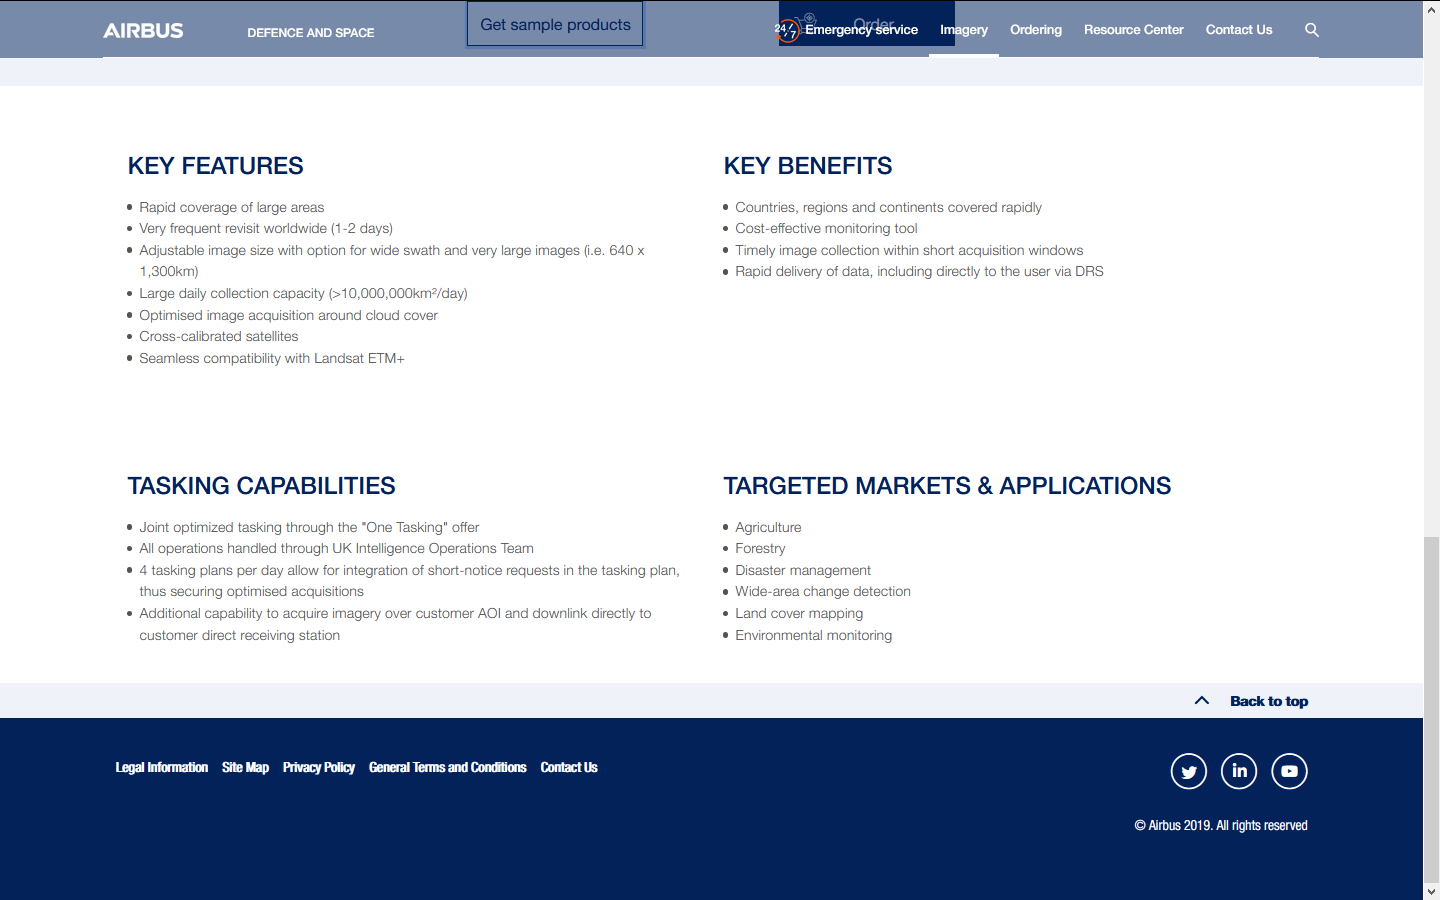 AIRBUS
DEFENCE AND SPACE
Get sample products
Order
24/7
Emergency service
Imagery
Ordering
Resource Center
Contact Us
KEY FEATURES
Rapid coverage of large areas
Very frequent revisit worldwide (1-2 days)
Adjustable image size with option for wide swath and very large images (i.e. 640 x
1,300km)
Large daily collection capacity (>10,000,000km²/day)
Optimised image acquisition around cloud cover
Cross-calibrated satellites
Seamless compatibility with Landsat ETM+
KEY BENEFITS
Countries, regions and continents covered rapidly
Cost-effective monitoring tool
Timely image collection within short acquisition windows
Rapid delivery of data, including directly to the user via DRS
TASKING CAPABILITIES
Joint optimized tasking through the "One Tasking" offer
All operations handled through UK Intelligence Operations Team
4 tasking plans per day allow for integration of short-notice requests in the tasking plan,
thus securing optimised acquisitions
Additional capability to acquire imagery over customer AOI and downlink directly to
customer direct receiving station
TARGETED MARKETS & APPLICATIONS
Agriculture
Forestry
Disaster management
Wide-area change detection
Land cover mapping
Environmental monitoring
Back to top
Legal Information
Site Map
Privacy Policy
General Terms and Conditions
Contact Us
in
© Airbus 2019. All rights reserved